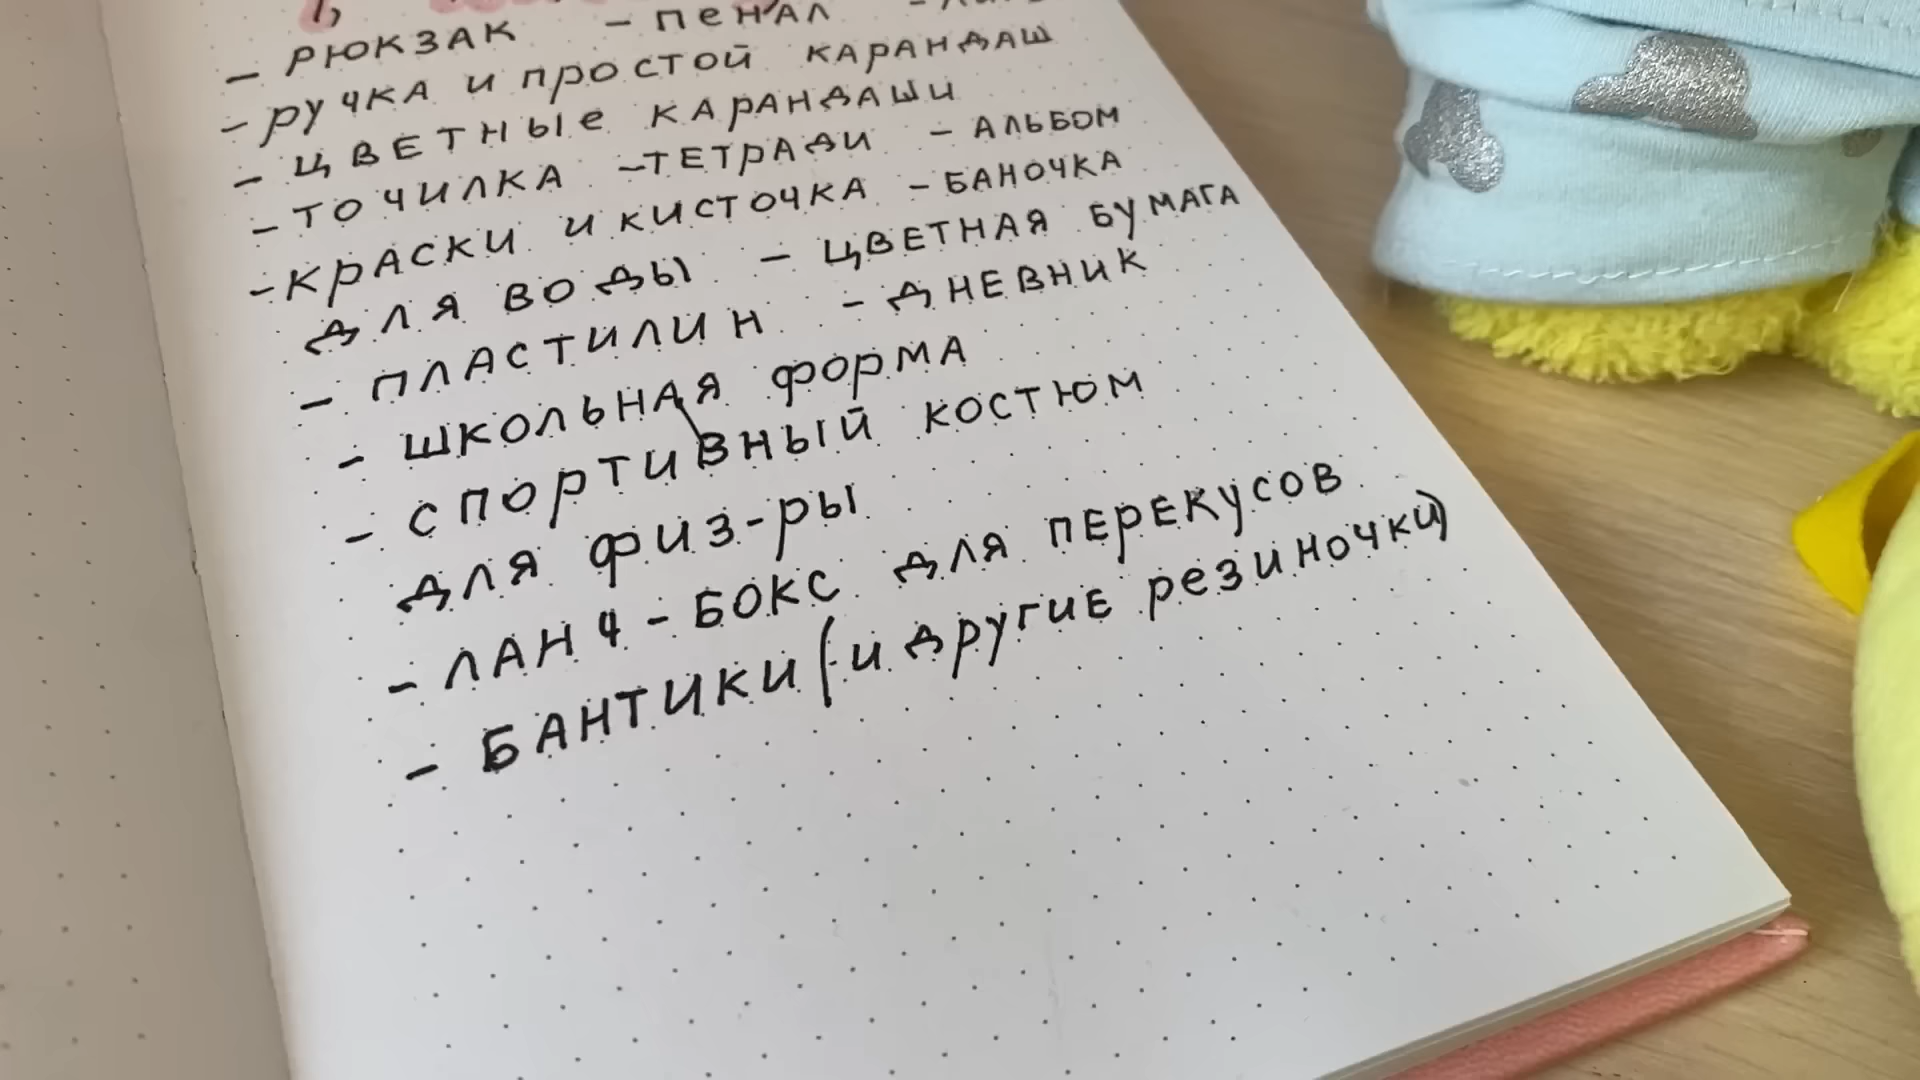 - РЮКЗАК - ПеНАЛ
- РУЧКА И ПРОСТОЙ КАРАНДАШ
- ЦВЕТНЫе КАРАНДАШИ
- ТОЧИЛКА - ТЕТРАДИ - АЛЬБОМ
- КРАСКИ И КИСТОЧКА - БАНОЧКА
ДЛЯ ВОДЫ - ЦВЕТНАЯ БУМАГА
- ПЛАСТИЛИН - ДНЕВНИК
- ШКОЛЬНАЯ ФОРМА
- СПОРТИВНЫЙ КОСТЮМ
ДЛЯ ФИЗ-РЫ
- ЛАНЧ-БОКС ДЛЯ ПЕРЕКУСОВ
- БАНТИКИ (И ДРУГИЕ РЕЗИНОЧКИ)